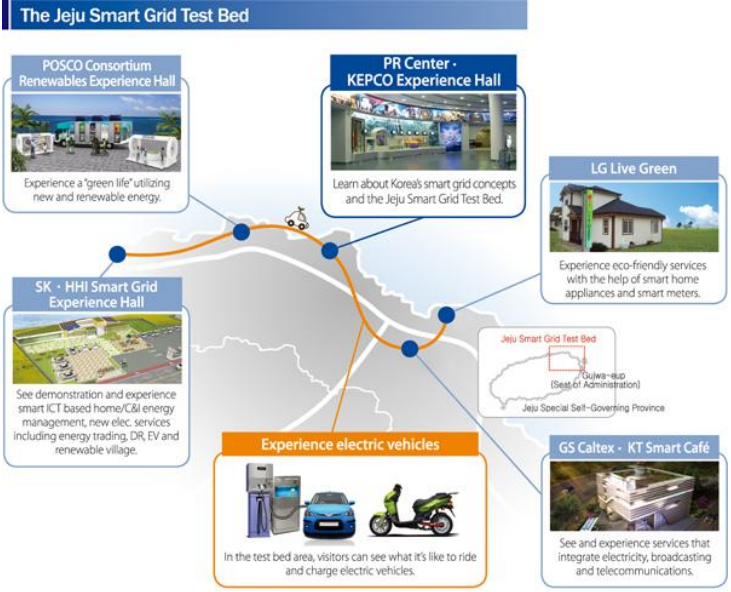 The Jeju Smart Grid Test Bed
POSCO Consortium
Renewables Experience Hall
Experience a "green life" utilizing
new and renewable energy.
PR Center ·
KEPCO Experience Hall
Learn about Korea's smart grid concepts
and the Jeju Smart Grid Test Bed.
LG Live Green
Experience eco-friendly services
with the help of smart home
appliances and smart meters.
SK · HHI Smart Grid
Experience Hall
See demonstration and experience
smart ICT based home/C&I energy
management, new elec. services
including energy trading, DR, EV and
renewable village.
Jeju Smart Grid Test Bed
Gujwa-eup
(Seat of Administration)
Jeju Special Self-Governing Province
Experience electric vehicles
In the test bed area, visitors can see what it's like to ride
and charge electric vehicles.
GS Caltex · KT Smart Café
See and experience services that
integrate electricity, broadcasting
and telecommunications.